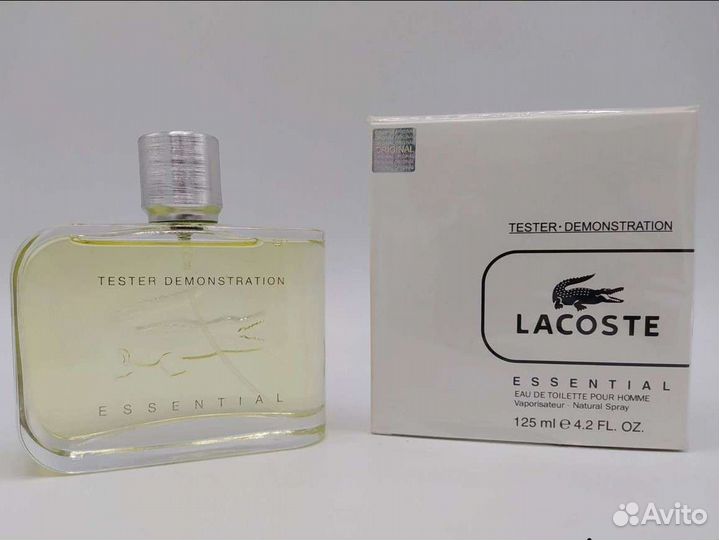 TESTER DEMONSTRATION
ESSENTIAL
ORIGINAL
TESTER · DEMONSTRATION
LACOSTE
ESSENTIAL
EAU DE TOILETTE POUR HOMME
Vaporisateur · Natural Spray
125 ml ℮ 4.2 FL. OZ.
Avito